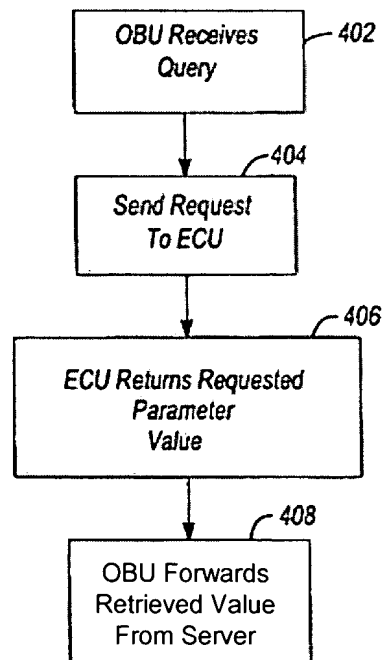 OBU Receives
Query
402
404
Send Request
To ECU
406
ECU Returns Requested
Parameter
Value
408
OBU Forwards
Retrieved Value
From Server